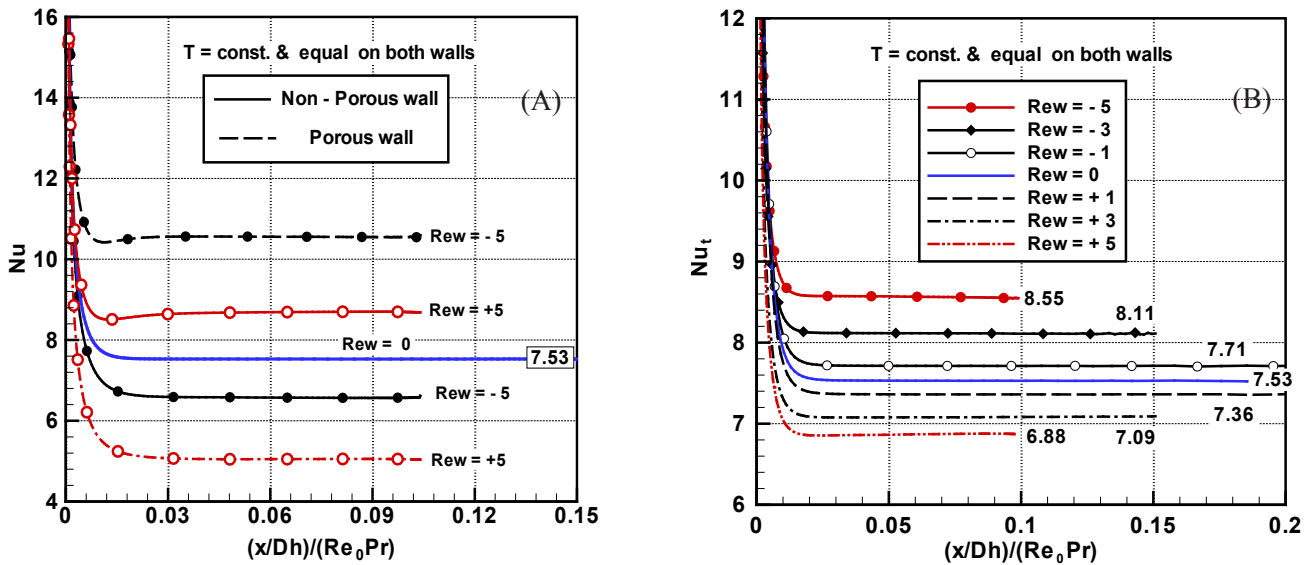 T = const. & equal on both walls
Non - Porous wall
Porous wall
(A)
Rew = - 5
Rew = +5
Rew = 0
7.53
Rew = - 5
Rew = +5
Nu
16
14
12
10
8
6
4
0
0.03
0.06
0.09
0.12
0.15
(x/Dh)/(Re₀Pr)
T = const. & equal on both walls
(B)
Rew = - 5
Rew = - 3
Rew = - 1
Rew = 0
Rew = + 1
Rew = + 3
Rew = + 5
8.55
8.11
7.71
7.53
7.36
6.88
7.09
Nuₜ
12
11
10
9
8
7
6
0
0.05
0.1
0.15
0.2
(x/Dh)/(Re₀Pr)